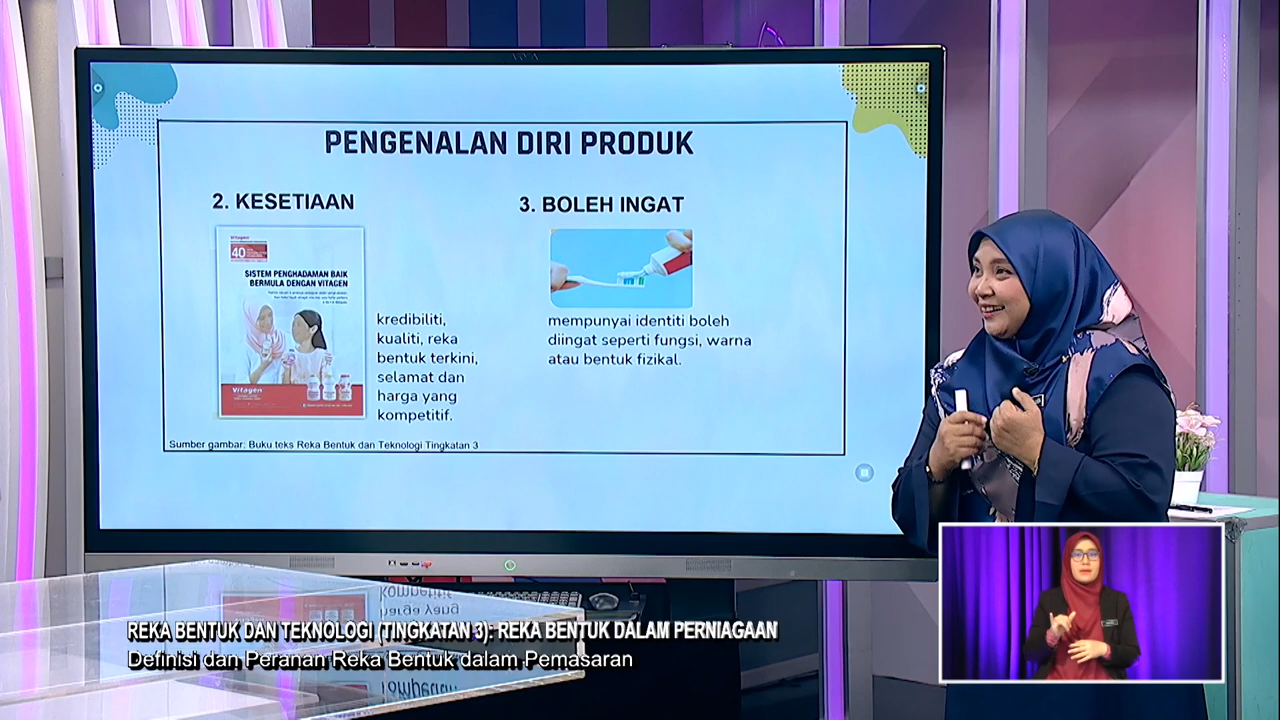 PENGENALAN DIRI PRODUK
2. KESETIAAN
Vitagen
40
SISTEM PENGHADAMAN BAIK
BERMULA DENGAN VITAGEN
Vitagen
kredibiliti,
kualiti, reka
bentuk terkini,
selamat dan
harga yang
kompetitif.
3. BOLEH INGAT
mempunyai identiti boleh
diingat seperti fungsi, warna
atau bentuk fizikal.
Sumber gambar: Buku teks Reka Bentuk dan Teknologi Tingkatan 3
REKA BENTUK DAN TEKNOLOGI (TINGKATAN 3): REKA BENTUK DALAM PERNIAGAAN
Definisi dan Peranan Reka Bentuk dalam Pemasaran